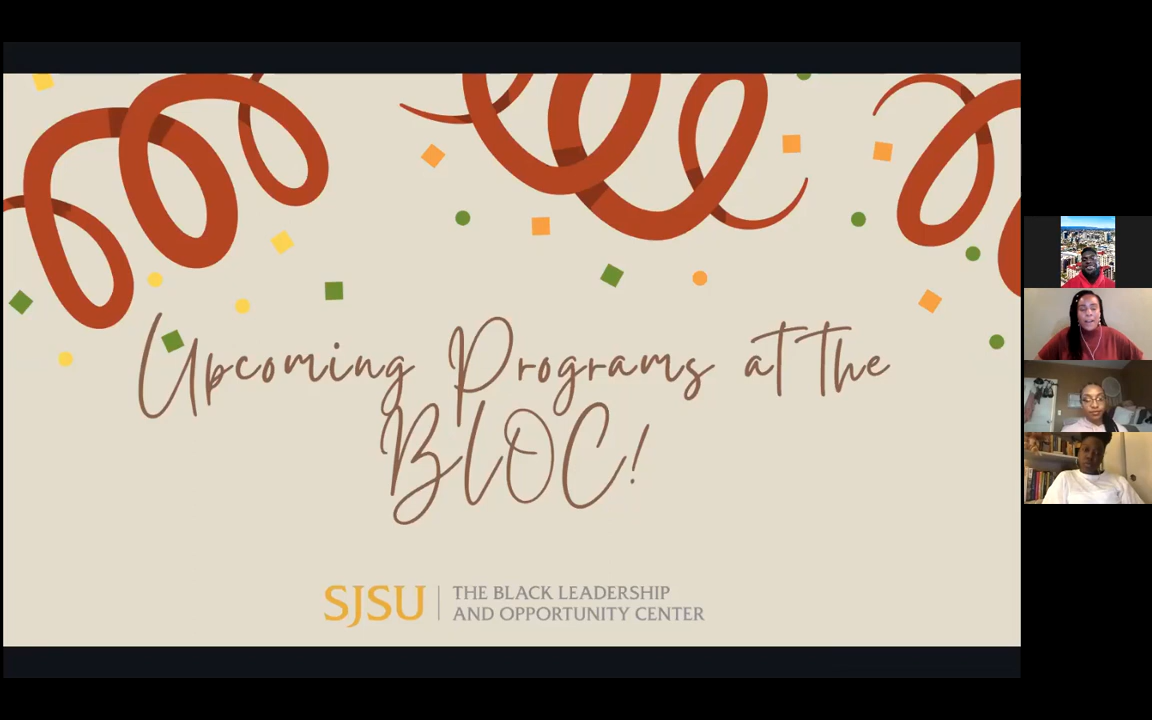 Upcoming Programs at the
BLOC!
SJSU
THE BLACK LEADERSHIP
AND OPPORTUNITY CENTER